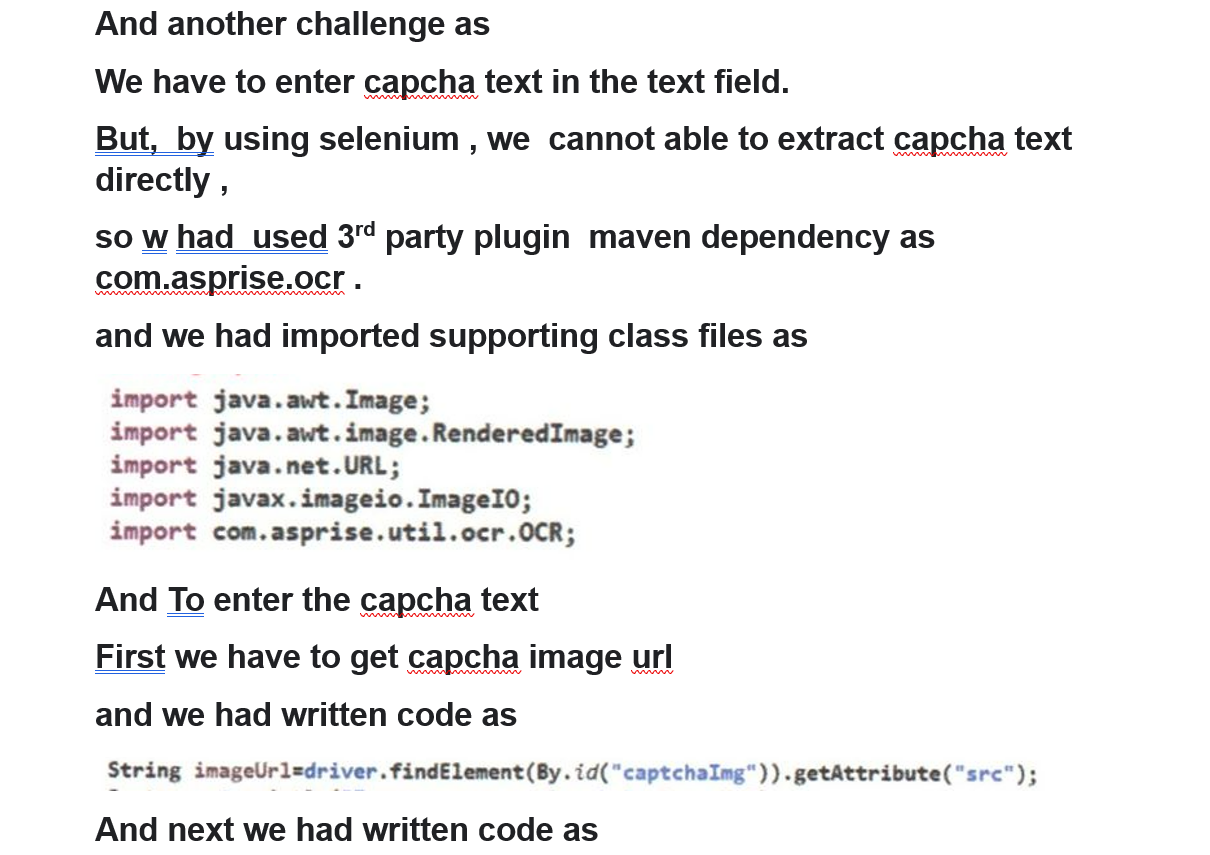 And another challenge as
We have to enter capcha text in the text field.
But,  by using selenium , we  cannot able to extract capcha text
directly ,
so w had  used 3rd party plugin  maven dependency as
com.asprise.ocr .
and we had imported supporting class files as
import java.awt.Image;
import java.awt.image.RenderedImage;
import java.net.URL;
import javax.imageio.ImageIO;
import com.asprise.util.ocr.OCR;
And To enter the capcha text
First we have to get capcha image url
and we had written code as
String imageUrl=driver.findElement(By.id("captchaImg")).getAttribute("src");
And next we had written code as